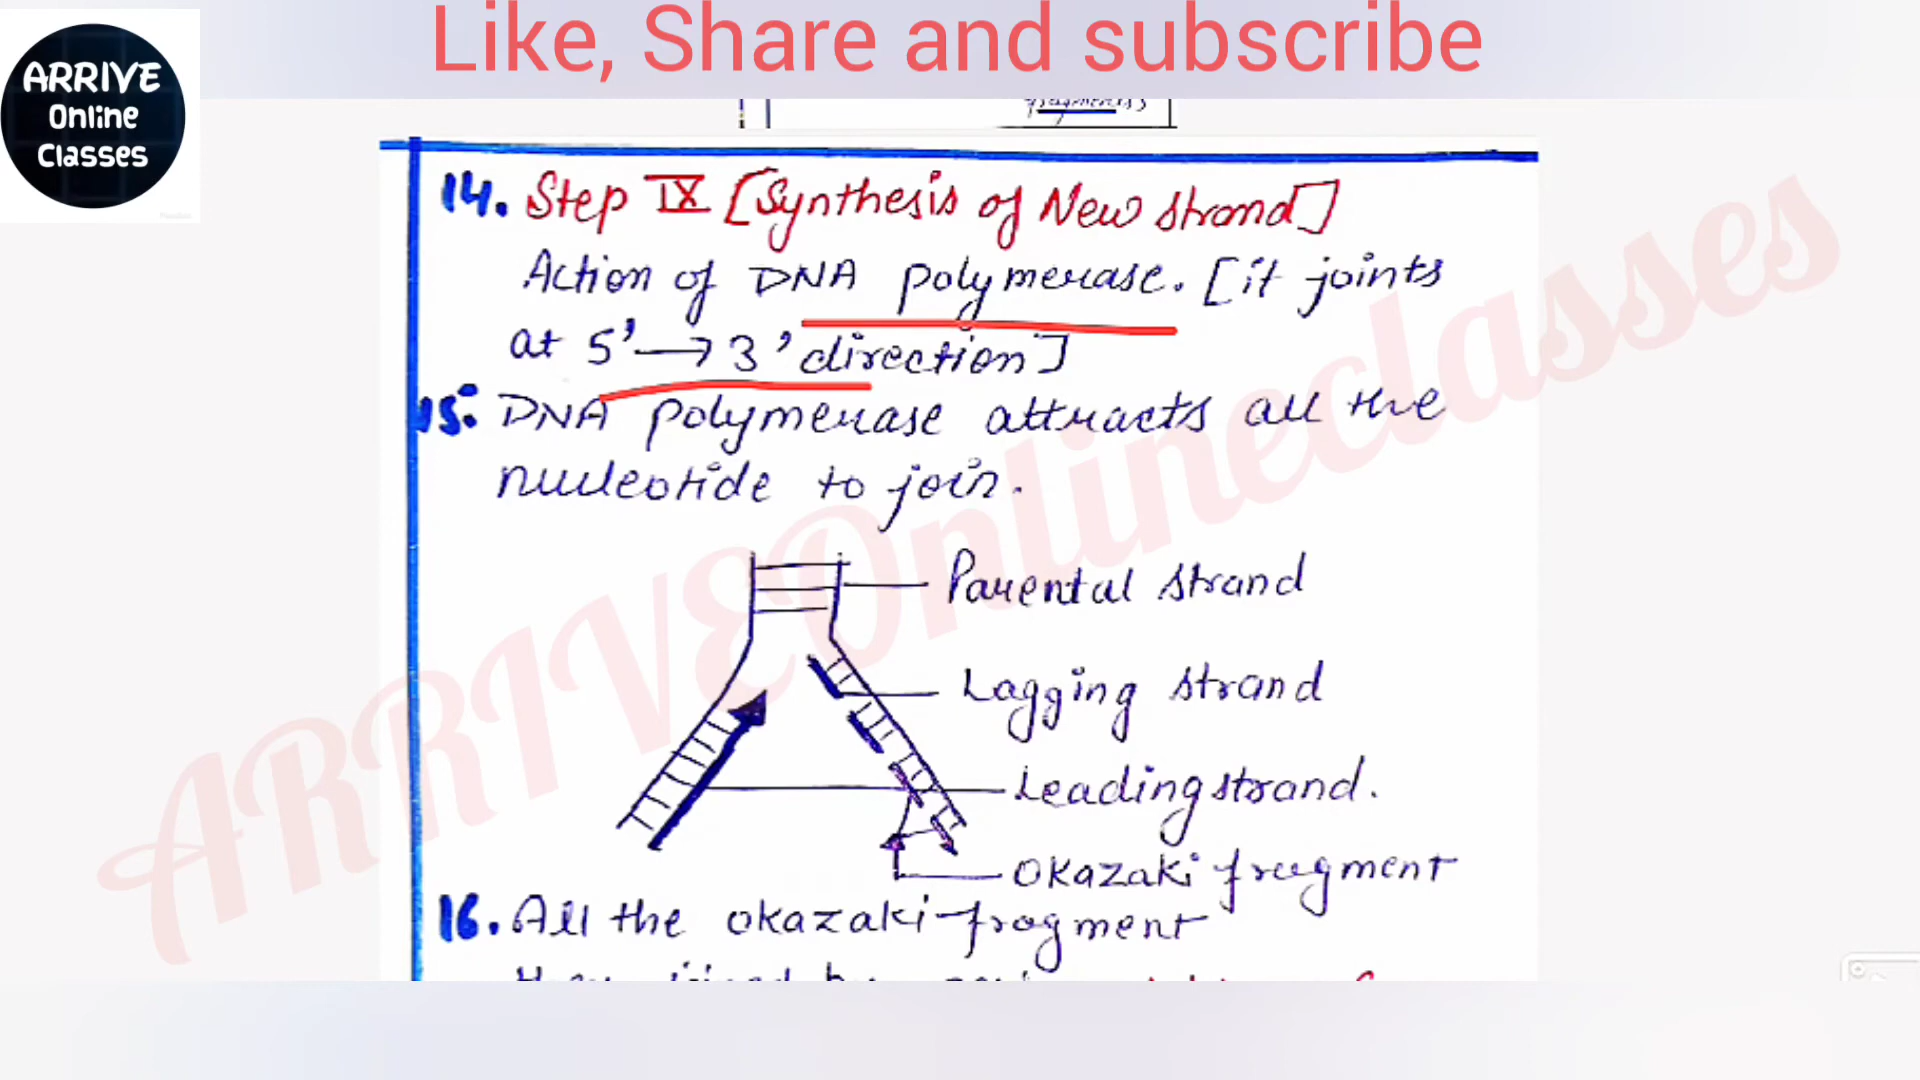 Like, Share and subscribe
ARRIVE
Online
Classes
fragments
14. Step IX [Synthesis of New strand]
Action of DNA polymerase. [it joints
at 5' → 3' direction]
15. DNA polymerase attracts all the
nucleotide to join.
Parental strand
Lagging strand
Leading strand.
Okazaki fragment
16. All the okazaki fragment
ARRIVEOnlineclasses